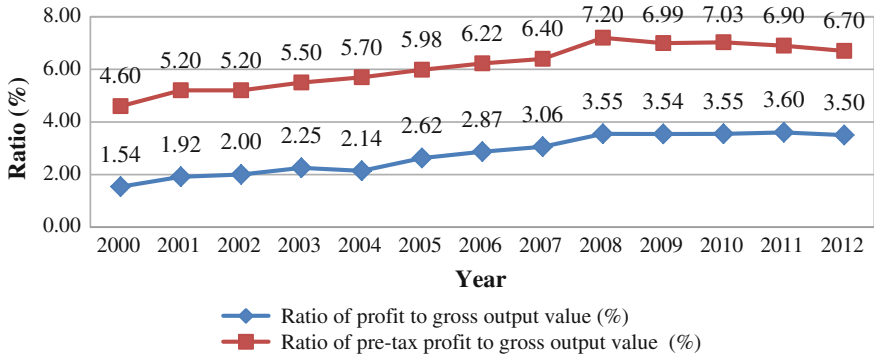 8.00
6.00
4.00
2.00
0.00
Ratio (%)
4.60 5.20 5.20 5.50 5.70 5.98 6.22 6.40 7.20 6.99 7.03 6.90 6.70
1.54 1.92 2.00 2.25 2.14 2.62 2.87 3.06 3.55 3.54 3.55 3.60 3.50
2000 2001 2002 2003 2004 2005 2006 2007 2008 2009 2010 2011 2012
Year
Ratio of profit to gross output value (%)
Ratio of pre-tax profit to gross output value (%)